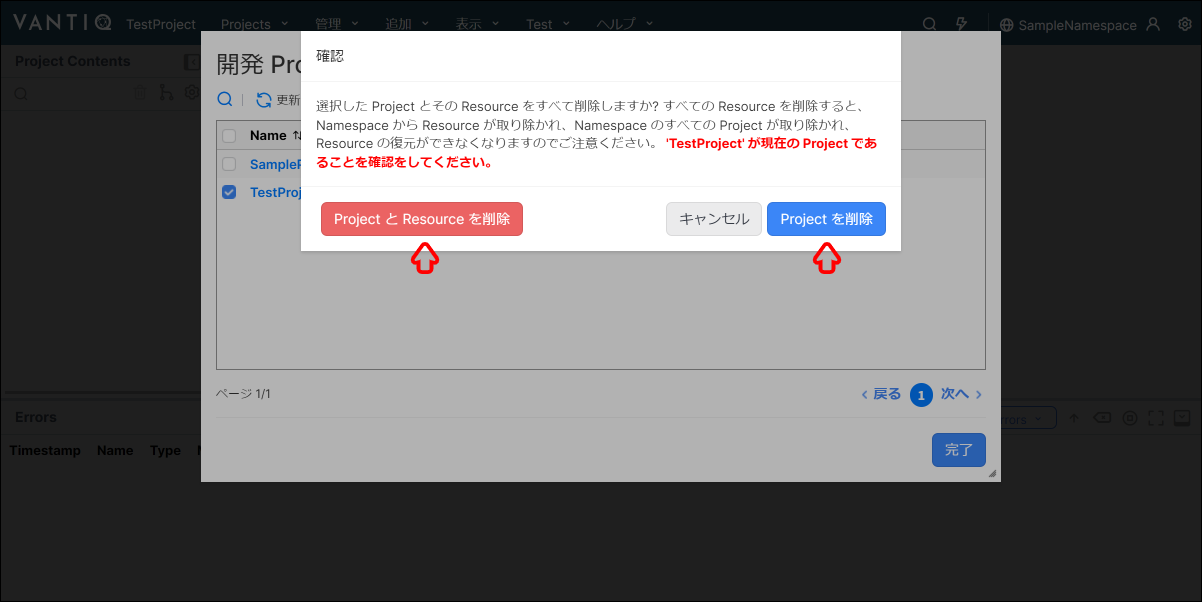 VANTIQ TestProject Projects 管理 追加 表示 Test ヘルプ SampleNamespace
Project Contents
開発
更新
Name
TestProj
確認
選択した Project とその Resource をすべて削除しますか? すべての Resource を削除すると、
Namespace から Resource が取り除かれ、Namespace のすべての Project が取り除かれ、
Resource の復元ができなくなりますのでご注意ください。 'TestProject' が現在の Project であ
ることを確認をしてください。
Project と Resource を削除 キャンセル Project を削除
ページ 1/1 戻る 1 次へ
Errors
Timestamp Name Type
完了